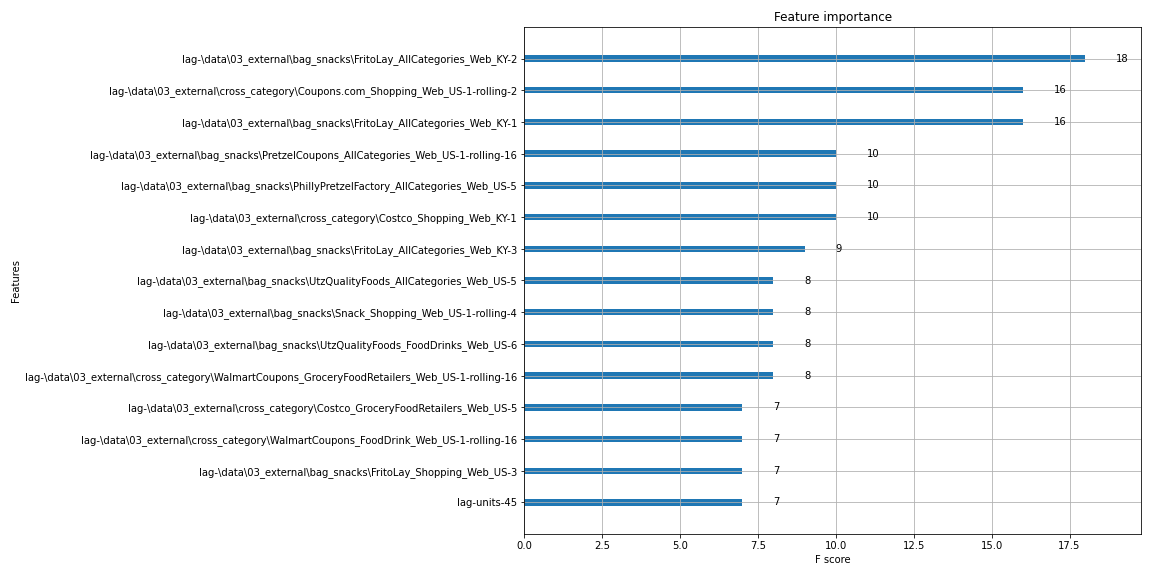 Feature importance
lag-\data\03_external\bag_snacks\FritoLay_AllCategories_Web_KY-2 18
lag-\data\03_external\cross_category\Coupons.com_Shopping_Web_US-1-rolling-2 16
lag-\data\03_external\bag_snacks\FritoLay_AllCategories_Web_KY-1 16
lag-\data\03_external\bag_snacks\PretzelCoupons_AllCategories_Web_US-1-rolling-16 10
lag-\data\03_external\bag_snacks\PhillyPretzelFactory_AllCategories_Web_US-5 10
lag-\data\03_external\cross_category\Costco_Shopping_Web_KY-1 10
lag-\data\03_external\bag_snacks\FritoLay_AllCategories_Web_KY-3 9
lag-\data\03_external\bag_snacks\UtzQualityFoods_AllCategories_Web_US-5 8
lag-\data\03_external\bag_snacks\Snack_Shopping_Web_US-1-rolling-4 8
lag-\data\03_external\bag_snacks\UtzQualityFoods_FoodDrinks_Web_US-6 8
lag-\data\03_external\cross_category\WalmartCoupons_GroceryFoodRetailers_Web_US-1-rolling-16 8
lag-\data\03_external\cross_category\Costco_GroceryFoodRetailers_Web_US-5 7
lag-\data\03_external\cross_category\WalmartCoupons_FoodDrink_Web_US-1-rolling-16 7
lag-\data\03_external\bag_snacks\FritoLay_Shopping_Web_US-3 7
lag-units-45 7
Features
0.0 2.5 5.0 7.5 10.0 12.5 15.0 17.5
F score